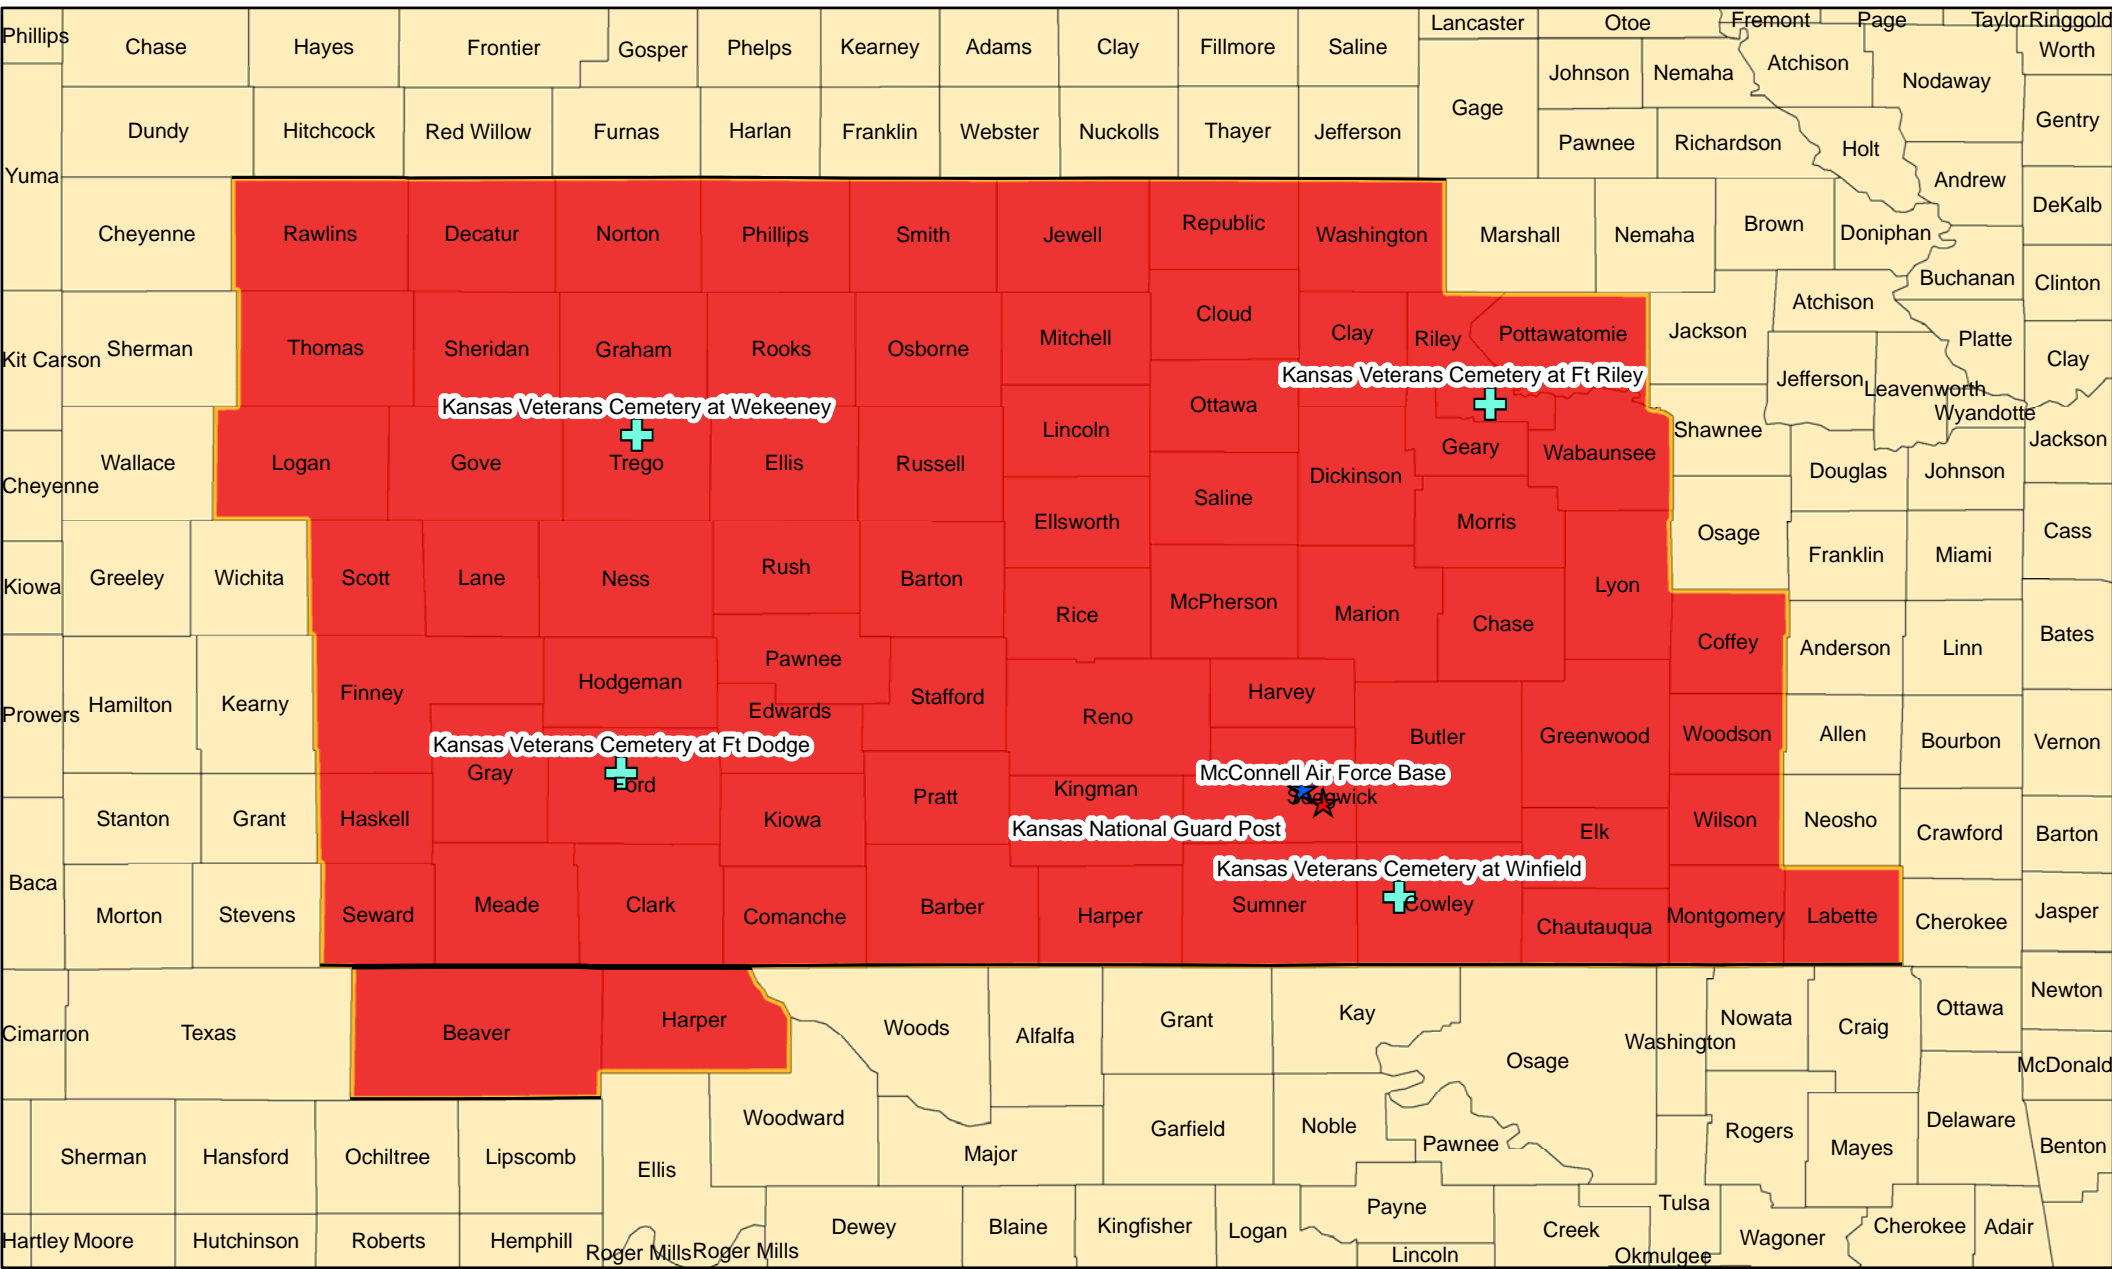 Phillips
Chase
Hayes
Frontier
Gosper
Phelps
Kearney
Adams
Clay
Fillmore
Saline
Lancaster
Otoe
Fremont
Page
Taylor
Ringgold
Worth
Johnson
Nemaha
Atchison
Nodaway
Gage
Gentry
Dundy
Hitchcock
Red Willow
Furnas
Harlan
Franklin
Webster
Nuckolls
Thayer
Jefferson
Pawnee
Richardson
Holt
Andrew
Yuma
DeKalb
Cheyenne
Rawlins
Decatur
Norton
Phillips
Smith
Jewell
Republic
Washington
Marshall
Nemaha
Brown
Doniphan
Buchanan
Clinton
Kit Carson
Sherman
Thomas
Sheridan
Graham
Rooks
Osborne
Mitchell
Cloud
Clay
Riley
Pottawatomie
Jackson
Atchison
Platte
Clay
Kansas Veterans Cemetery at Ft Riley
Jefferson
Leavenworth
Wyandotte
Kansas Veterans Cemetery at Wekeeney
Ottawa
Lincoln
Shawnee
Jackson
Cheyenne
Wallace
Logan
Gove
Trego
Ellis
Russell
Geary
Wabaunsee
Dickinson
Saline
Douglas
Johnson
Ellsworth
Morris
Osage
Cass
Kiowa
Greeley
Wichita
Scott
Lane
Ness
Rush
Barton
Franklin
Miami
Rice
McPherson
Marion
Chase
Lyon
Coffey
Anderson
Linn
Bates
Prowers
Hamilton
Kearny
Finney
Hodgeman
Pawnee
Edwards
Stafford
Reno
Harvey
Butler
Greenwood
Woodson
Allen
Bourbon
Vernon
Kansas Veterans Cemetery at Ft Dodge
Gray
Ford
McConnell Air Force Base
Kingman
Sedgwick
Pratt
Stanton
Grant
Haskell
Kiowa
Kansas National Guard Post
Elk
Wilson
Neosho
Crawford
Barton
Baca
Kansas Veterans Cemetery at Winfield
Morton
Stevens
Seward
Meade
Clark
Comanche
Barber
Harper
Sumner
Cowley
Chautauqua
Montgomery
Labette
Cherokee
Jasper
Cimarron
Texas
Beaver
Harper
Woods
Alfalfa
Grant
Kay
Osage
Washington
Nowata
Craig
Ottawa
Newton
McDonald
Woodward
Major
Garfield
Noble
Pawnee
Rogers
Mayes
Delaware
Benton
Sherman
Hansford
Ochiltree
Lipscomb
Ellis
Dewey
Blaine
Kingfisher
Logan
Payne
Creek
Tulsa
Wagoner
Cherokee
Adair
Hartley
Moore
Hutchinson
Roberts
Hemphill
Roger Mills
Roger Mills
Lincoln
Okmulgee